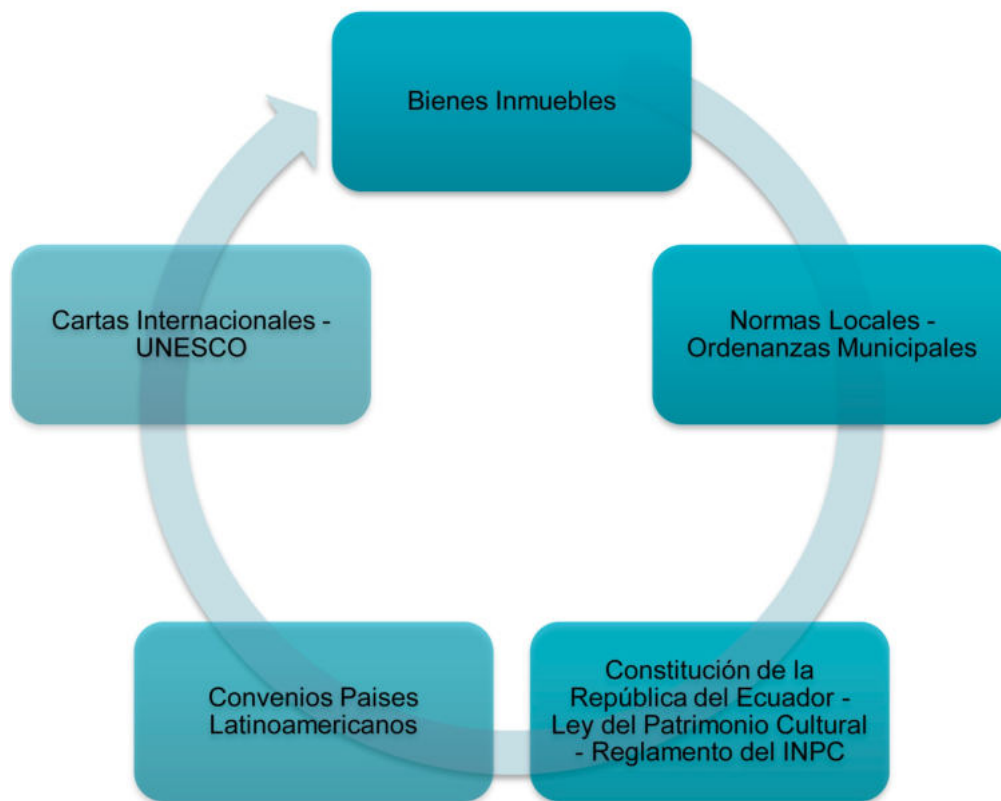 Bienes Inmuebles
Normas Locales -
Ordenanzas Municipales
Constitución de la
República del Ecuador -
Ley del Patrimonio Cultural
- Reglamento del INPC
Convenios Paises
Latinoamericanos
Cartas Internacionales -
UNESCO